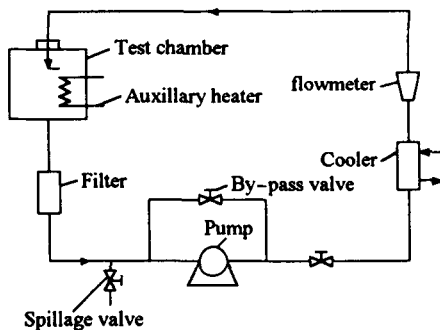 Test chamber
Auxillary heater
flowmeter
Cooler
Filter
By-pass valve
Pump
Spillage valve